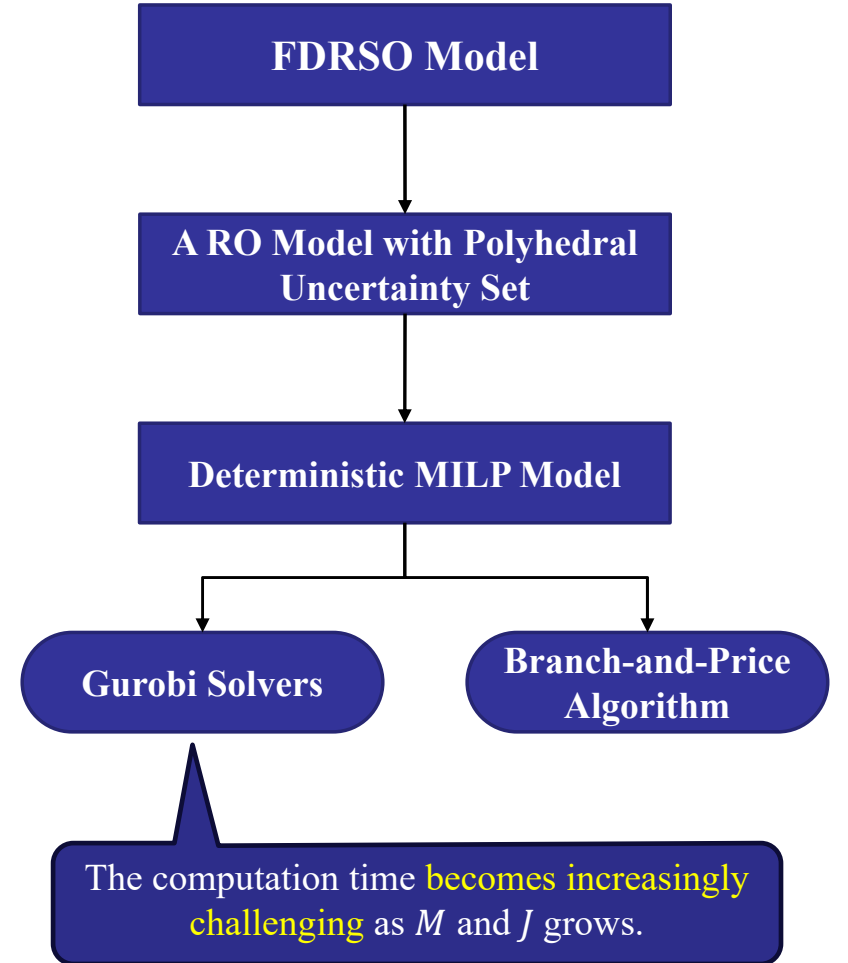 FDRSO Model
A RO Model with Polyhedral
Uncertainty Set
Deterministic MILP Model
Gurobi Solvers
Branch-and-Price
Algorithm
The computation time becomes increasingly
challenging as M and J grows.